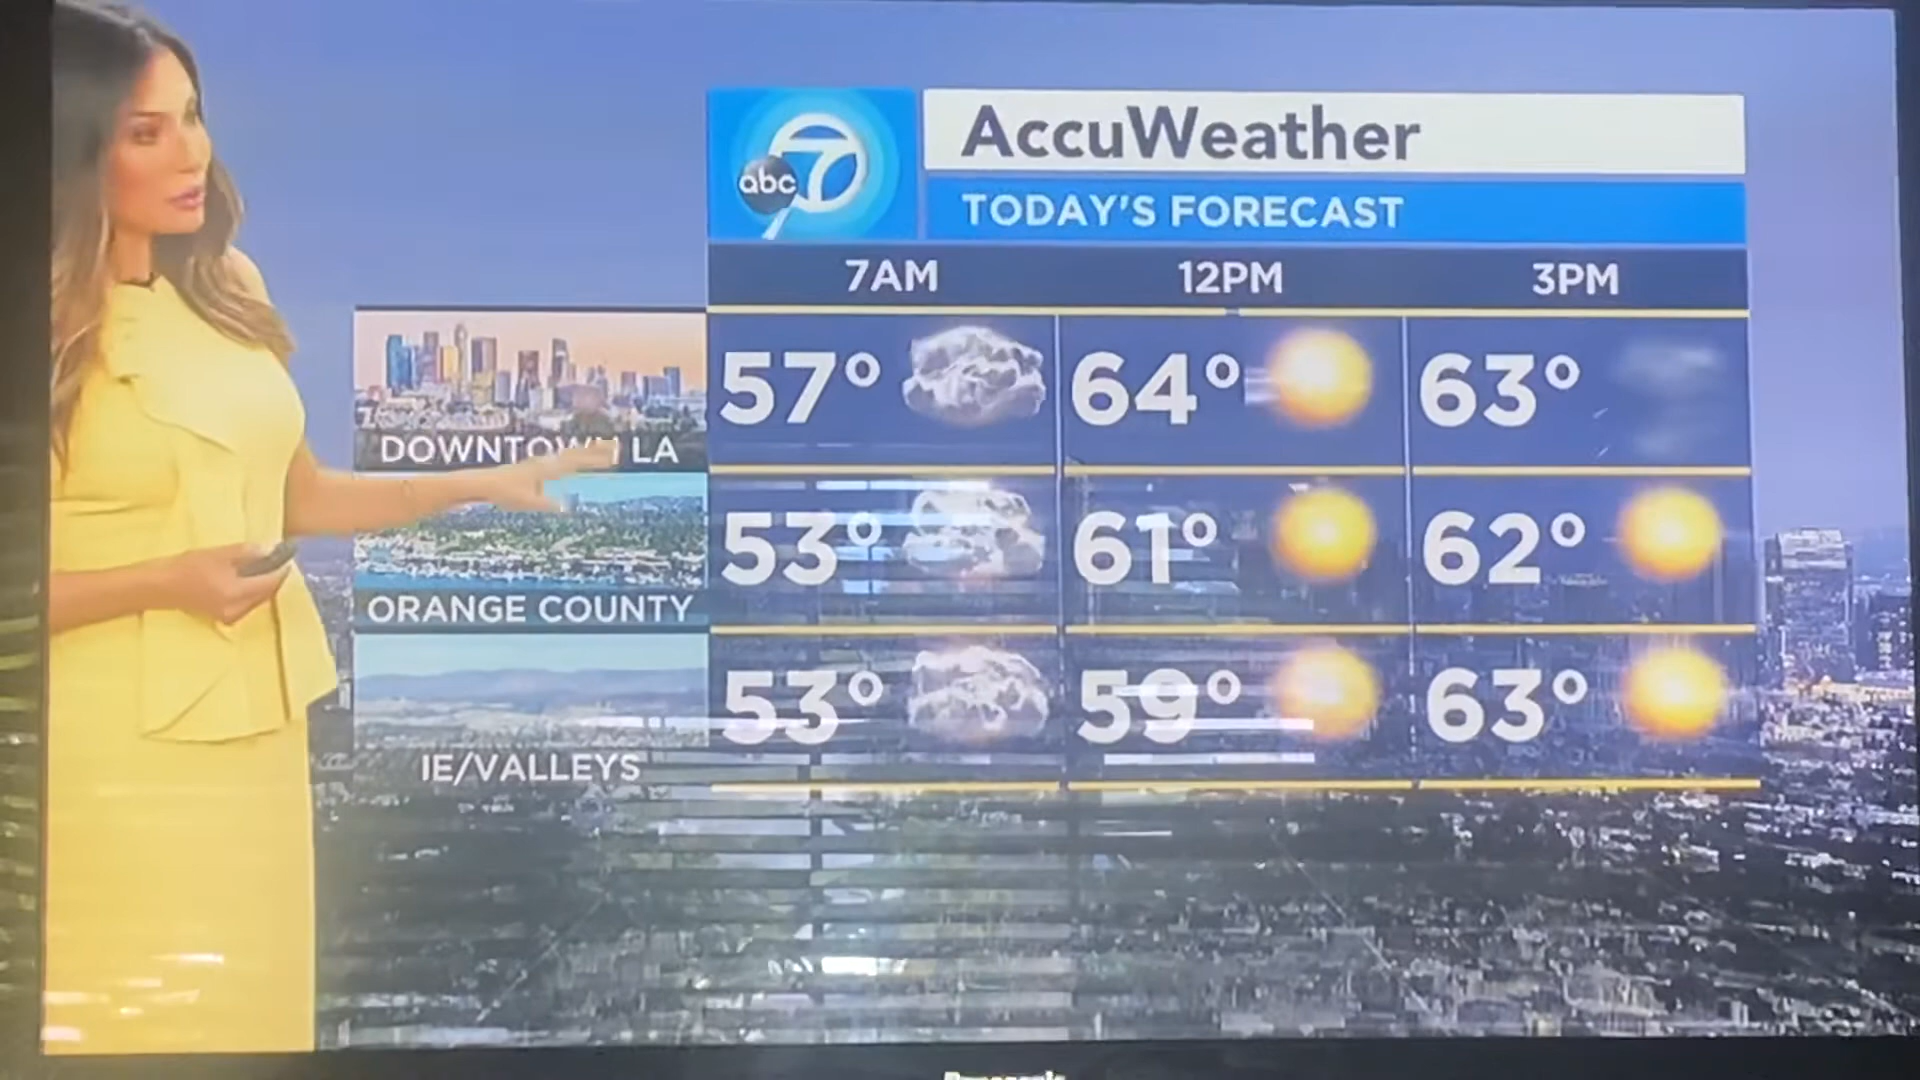 abc 7
AccuWeather
TODAY'S FORECAST
7AM 12PM 3PM
DOWNTOWN LA 57° 64° 63°
ORANGE COUNTY 53° 61° 62°
IE/VALLEYS 53° 59° 63°